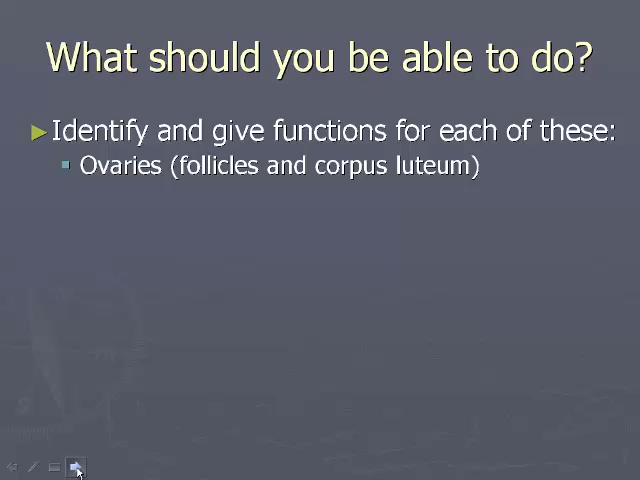 What should you be able to do?
Identify and give functions for each of these:
Ovaries (follicles and corpus luteum)